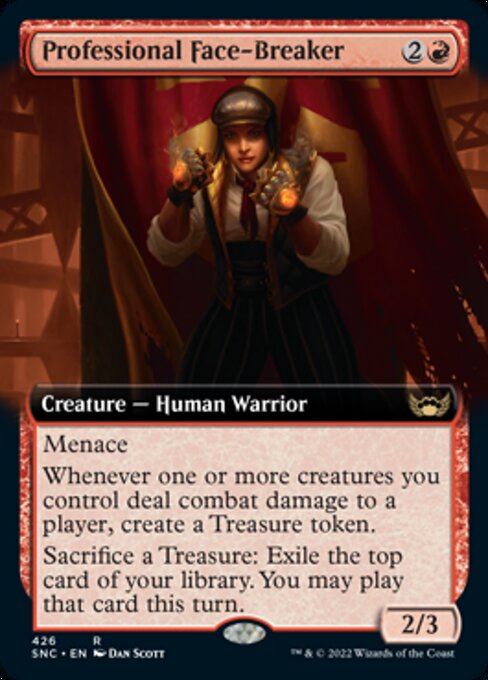 Professional Face-Breaker 2
Creature — Human Warrior
Menace
Whenever one or more creatures you
control deal combat damage to a
player, create a Treasure token.
Sacrifice a Treasure: Exile the top
card of your library. You may play
that card this turn.
2/3
426 R
SNC • EN Dan Scott
™ & © 2022 Wizards of the Coast